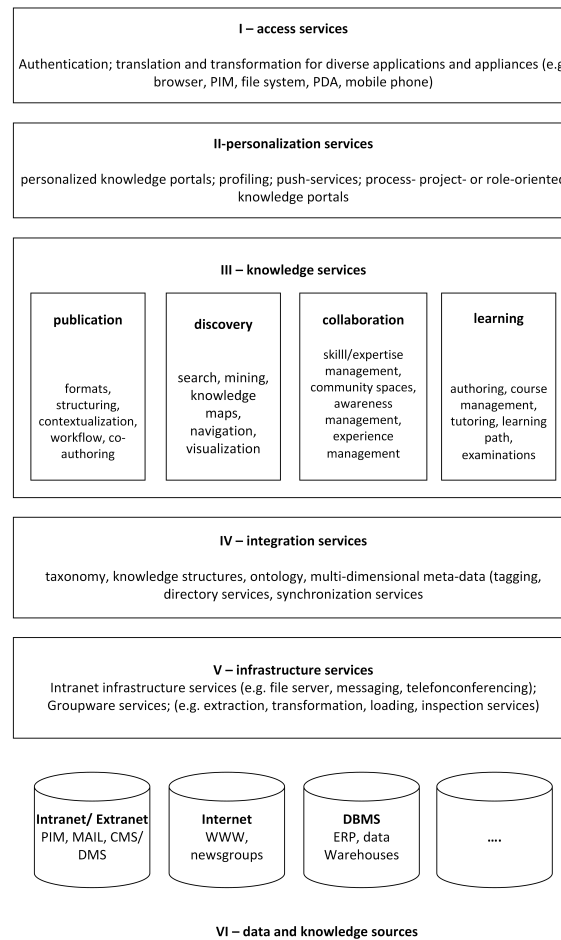 I – access services
Authentication; translation and transformation for diverse applications and appliances (e.g
browser, PIM, file system, PDA, mobile phone)
II-personalization services
personalized knowledge portals; profiling; push-services; process- project- or role-oriented
knowledge portals
III – knowledge services
publication
formats,
structuring,
contextualization,
workflow, co-
authoring
discovery
search, mining,
knowledge
maps,
navigation,
visualization
collaboration
skilll/expertise
management,
community spaces,
awareness
management,
experience
management
learning
authoring, course
management,
tutoring, learning
path,
examinations
IV – integration services
taxonomy, knowledge structures, ontology, multi-dimensional meta-data (tagging,
directory services, synchronization services
V – infrastructure services
Intranet infrastructure services (e.g. file server, messaging, telefonconferencing);
Groupware services; (e.g. extraction, transformation, loading, inspection services)
Intranet/ Extranet
PIM, MAIL, CMS/
DMS
Internet
WWW,
newsgroups
DBMS
ERP, data
Warehouses
....
VI – data and knowledge sources